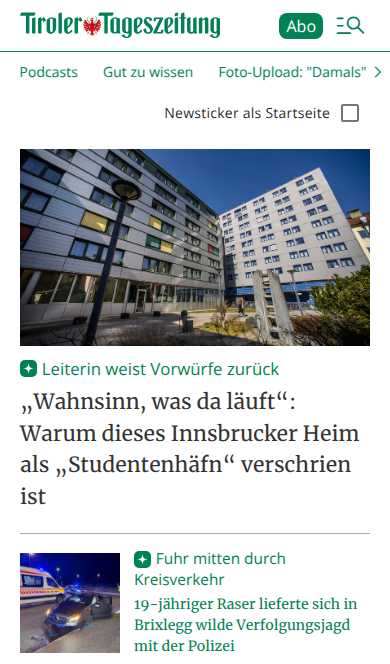 Tiroler Tageszeitung
Abo
Podcasts Gut zu wissen Foto-Upload: "Damals"
Newsticker als Startseite
Leiterin weist Vorwürfe zurück
„Wahnsinn, was da läuft“:
Warum dieses Innsbrucker Heim
als „Studentenhäfn“ verschrien
ist
Fuhr mitten durch
Kreisverkehr
19-jähriger Raser lieferte sich in
Brixlegg wilde Verfolgungsjagd
mit der Polizei